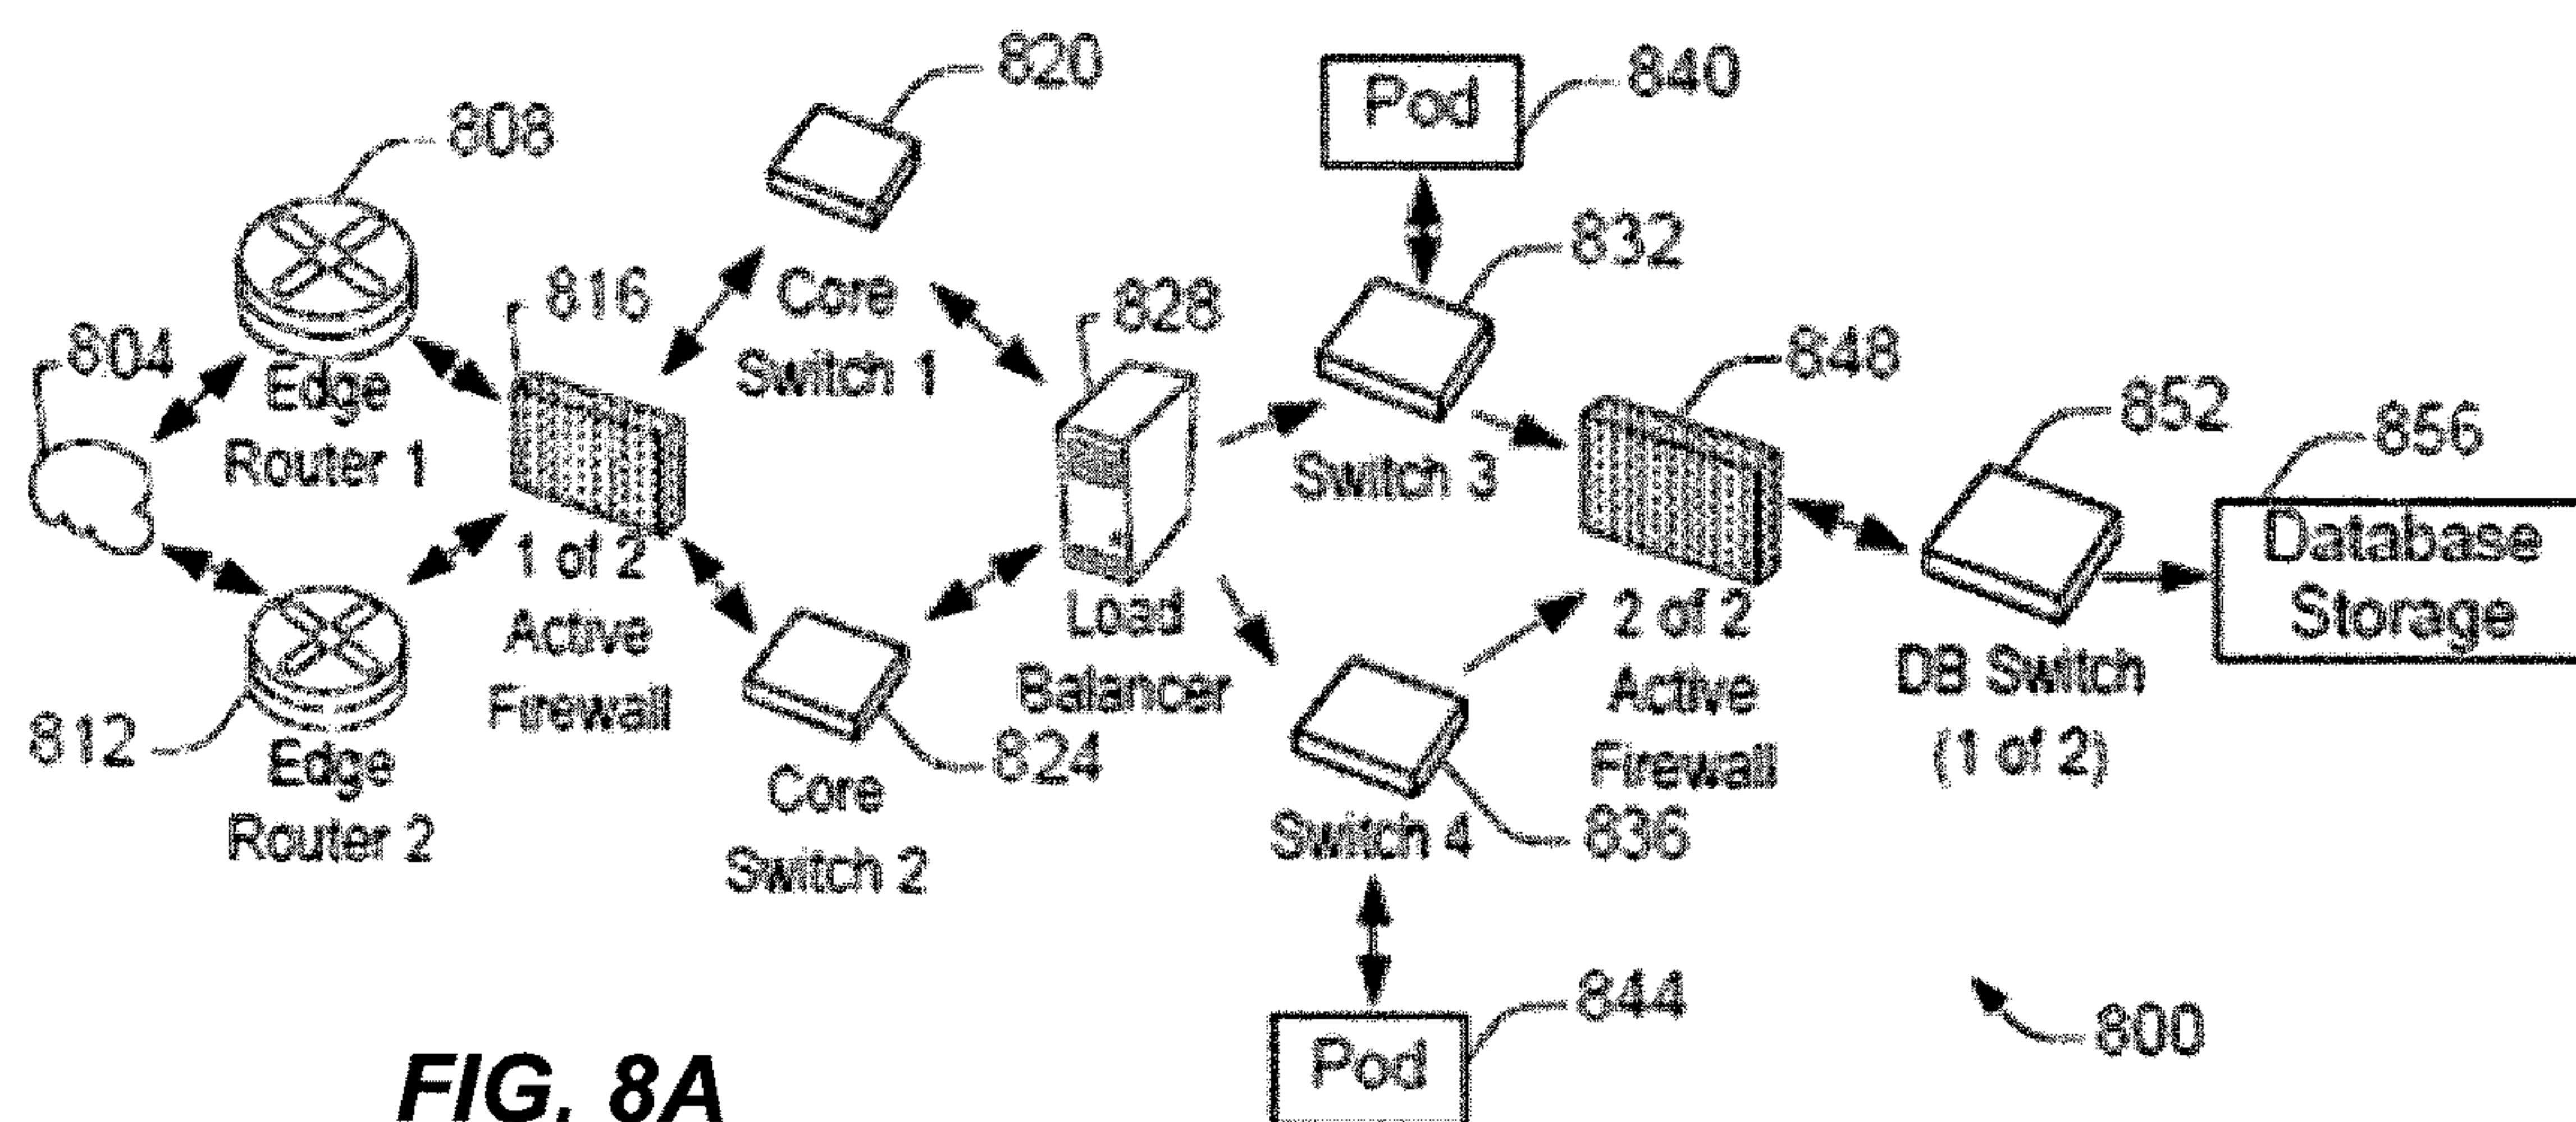 820
840
Pod
808
832
816
Core
Switch 1
828
804
Edge
Router 1
848
852
856
Switch 3
Database
Storage
1 of 2
Active
Firewall
Load
Balancer
2 of 2
Active
Firewall
DB Switch
(1 of 2)
812
Edge
Router 2
824
Core
Switch 2
Switch 4
836
844
Pod
800
FIG. 8A